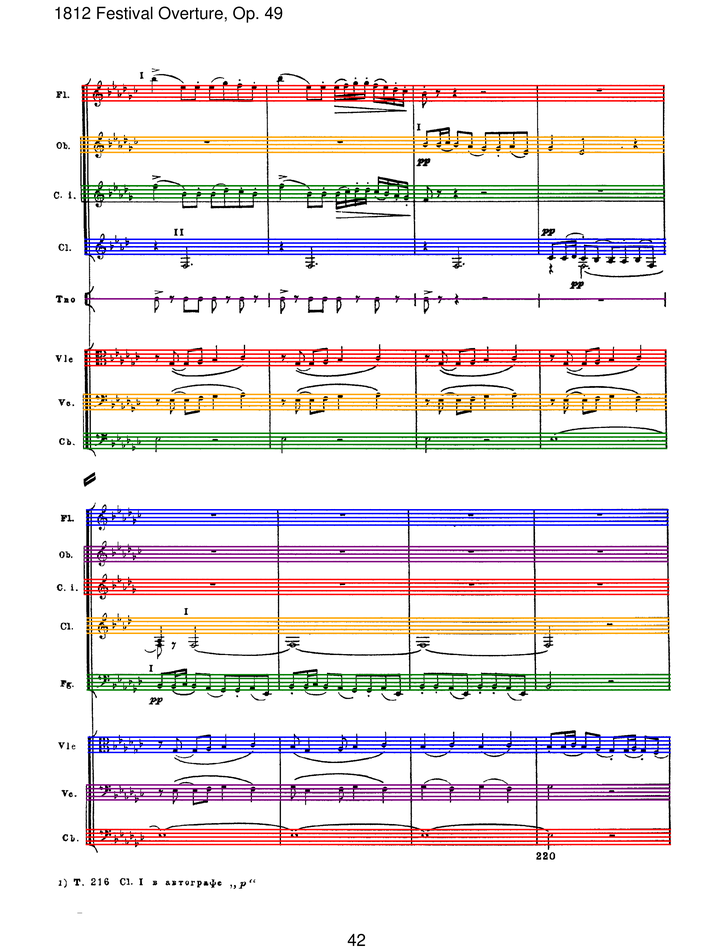 1812 Festival Overture, Op. 49
I
Fl.
I
Ob.
pp
C. i.
II
pp
Cl.
pp
Tno
Vle
Vc.
Cb.
Fl.
Ob.
C. i.
I
Cl.
I
Fg.
pp
Vle
Vc.
Cb.
220
1) Т. 216 Cl. I в автографе „p“
42